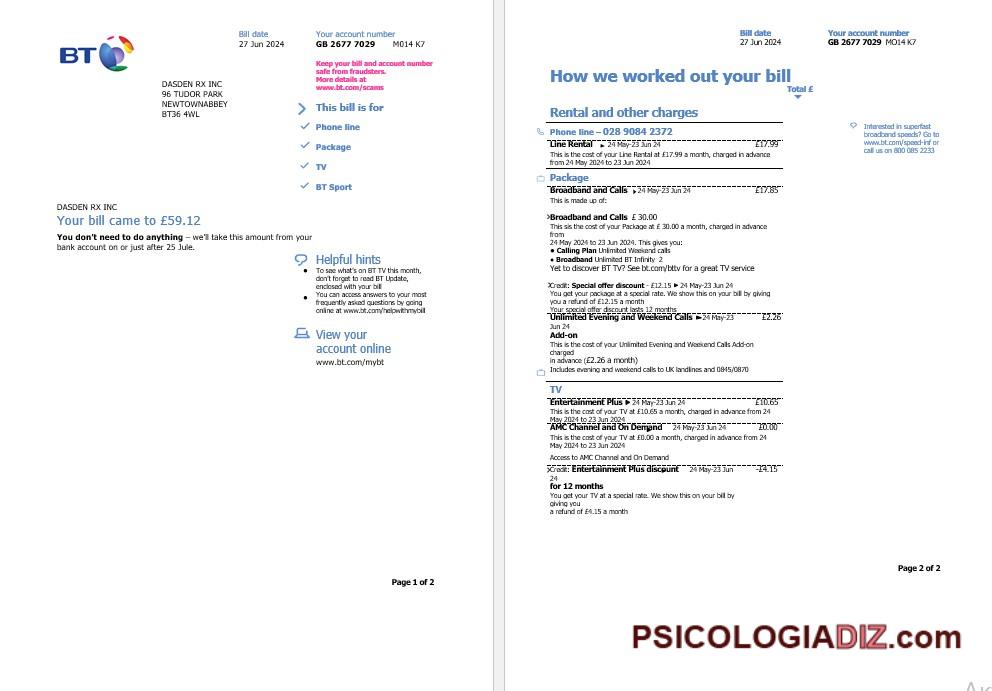 BT
Bill date
27 Jun 2024
Your account number
GB 2677 7029 M014 K7
Keep your bill and account number
safe from fraudsters.
More details at
www.bt.com/scams
DASDEN RX INC
96 TUDOR PARK
NEWTOWNABBEY
BT36 4WL
This bill is for
Phone line
Package
TV
BT Sport
DASDEN RX INC
Your bill came to £59.12
You don't need to do anything – we'll take this amount from your
bank account on or just after 25 Jule.
Helpful hints
• To see what's on BT TV this month,
don't forget to read BT Update,
enclosed with your bill
• You can access answers to your most
frequently asked questions by going
online at www.bt.com/helpwithmybill
View your
account online
www.bt.com/mybt
Page 1 of 2
Bill date
27 Jun 2024
Your account number
GB 2677 7029 M014 K7
How we worked out your bill
Total £
Rental and other charges
Phone line – 028 9084 2372
Line Rental 24 May-23 Jun 24 £17.99
This is the cost of your Line Rental at £17.99 a month, charged in advance
from 24 May 2024 to 23 Jun 2024
Interested in superfast
broadband speeds? Go to
www.bt.com/speed-inf or
call us on 800 085 2233
Package
Broadband and Calls 24 May-23 Jun 24 £17.85
This is made up of:
Broadband and Calls £ 30.00
This sis the cost of your Package at £ 30.00 a month, charged in advance
from
24 May 2024 to 23 Jun 2024. This gives you:
• Calling Plan Unlimited Weekend calls
• Broadband Unlimited BT Infinity 2
Yet to discover BT TV? See bt.com/bttv for a great TV service
Credit: Special offer discount - £12.15 24 May-23 Jun 24
You get your package at a special rate. We show this on your bill by giving
you a refund of £12.15 a month
Your special offer discount lasts 12 months
Unlimited Evening and Weekend Calls 24 May-23 £2.26
Jun 24
Add-on
This is the cost of your Unlimited Evening and Weekend Calls Add-on
charged
in advance (£2.26 a month)
Includes evening and weekend calls to UK landlines and 0845/0870
TV
Entertainment Plus 24 May-23 Jun 24 £10.65
This is the cost of your TV at £10.65 a month, charged in advance from 24
May 2024 to 23 Jun 2024
AMC Channel and On Demand 24 May-23 Jun 24 £0.00
This is the cost of your TV at £0.00 a month, charged in advance from 24
May 2024 to 23 Jun 2024
Access to AMC Channel and On Demand
Credit: Entertainment Plus discount 24 May-23 Jun -£4.15
24
for 12 months
You get your TV at a special rate. We show this on your bill by
giving you
a refund of £4.15 a month
Page 2 of 2
PSICOLOGIADIZ.com